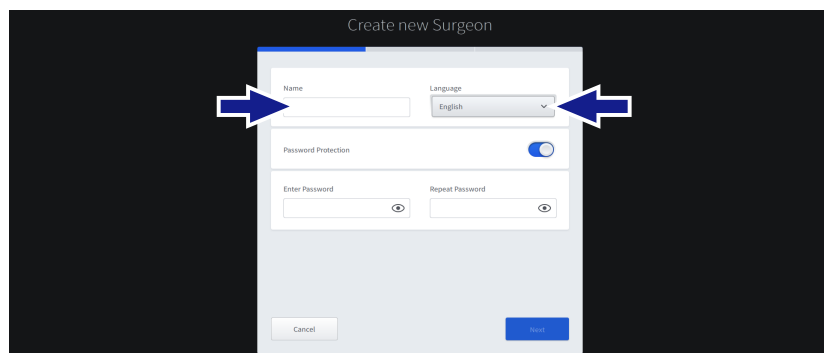 Create new Surgeon
Name Language
English
Password Protection
Enter Password Repeat Password
Cancel Next